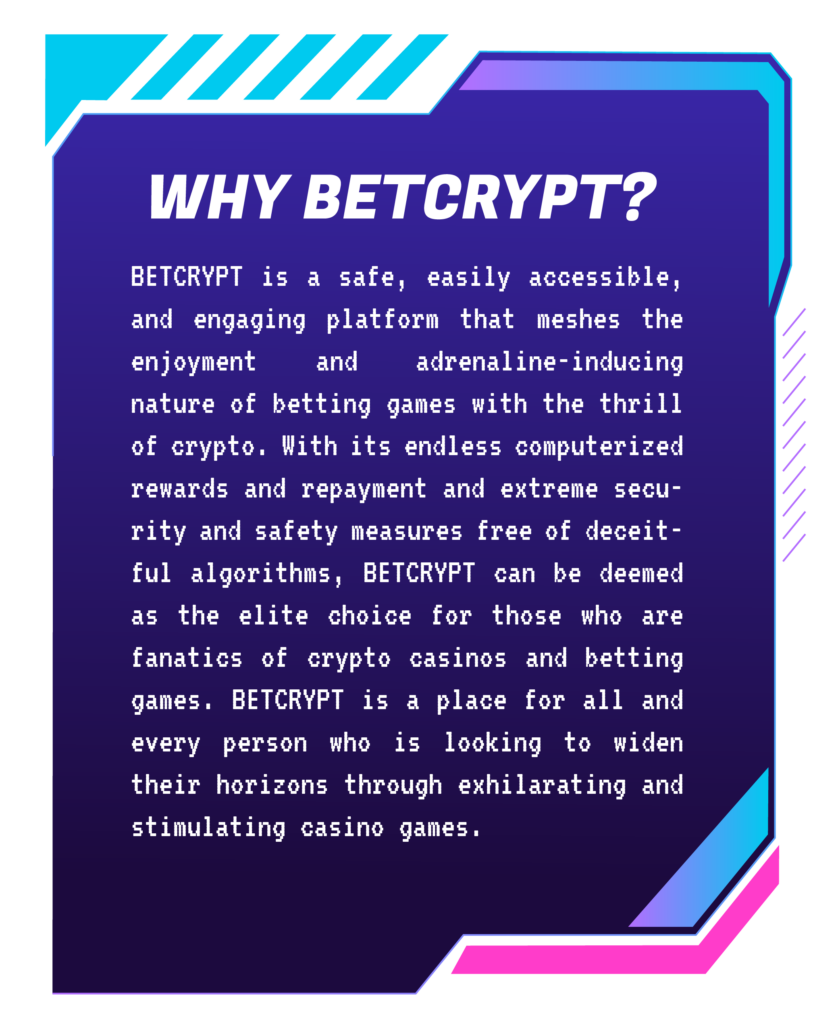 WHY BETCRYPT?
BETCRYPT is a safe, easily accessible,
and engaging platform that meshes the
enjoyment and adrenaline-inducing
nature of betting games with the thrill
of crypto. With its endless computerized
rewards and repayment and extreme secu-
rity and safety measures free of deceit-
ful algorithms, BETCRYPT can be deemed
as the elite choice for those who are
fanatics of crypto casinos and betting
games. BETCRYPT is a place for all and
every person who is looking to widen
their horizons through exhilarating and
stimulating casino games.